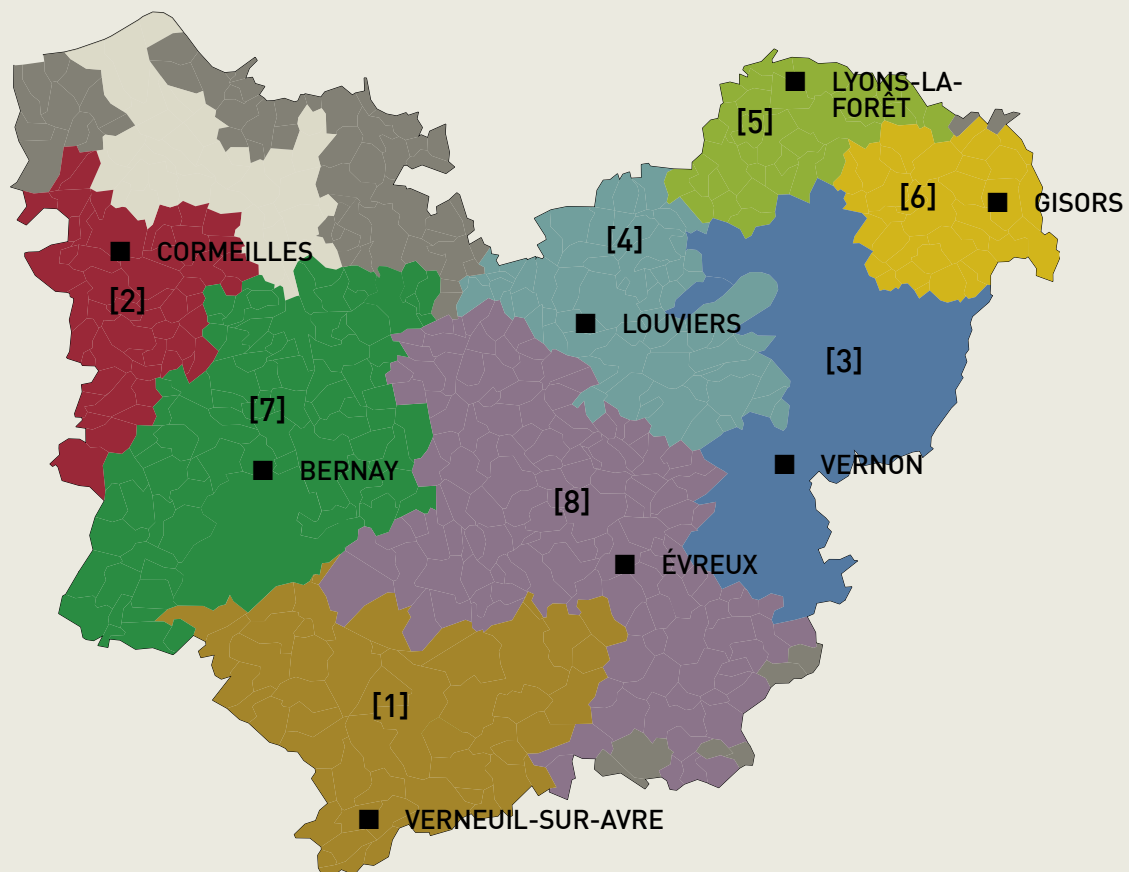 LYONS-LA-
FORÊT
[5]
[6]
GISORS
[4]
CORMEILLES
[2]
LOUVIERS
[3]
[7]
BERNAY
VERNON
[8]
ÉVREUX
[1]
VERNEUIL-SUR-AVRE